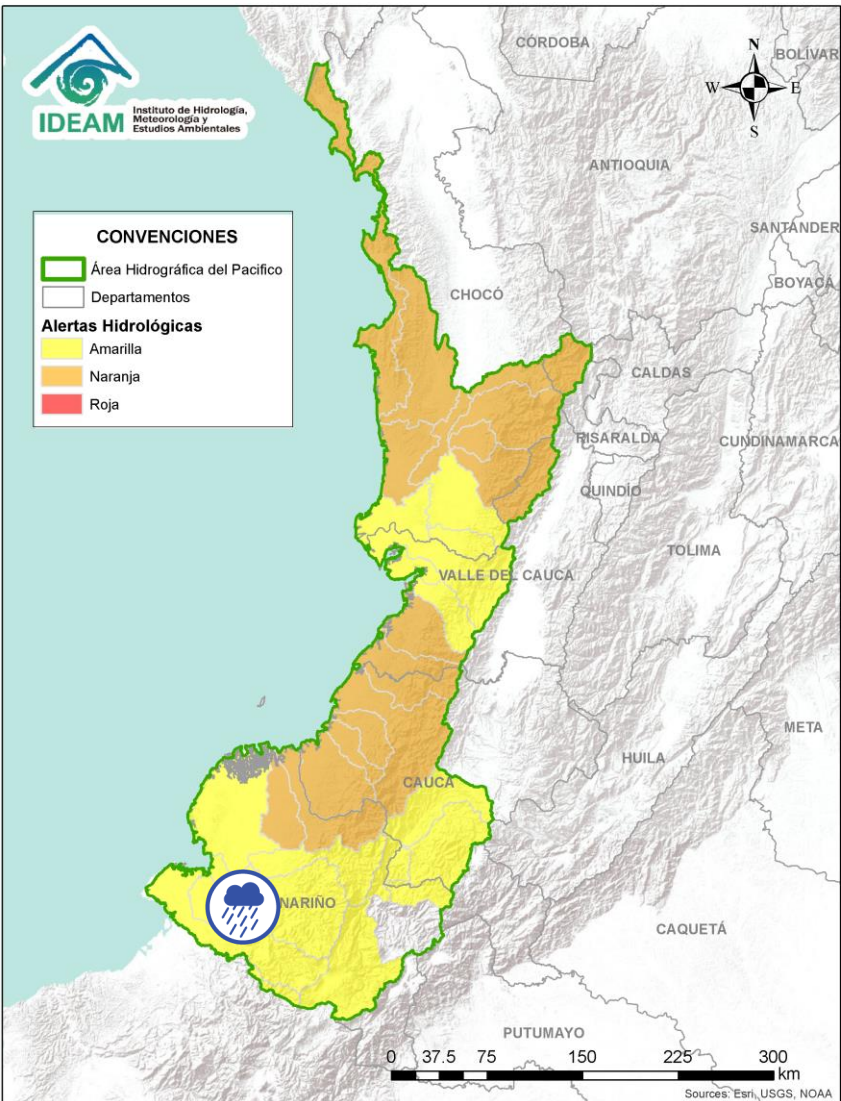 IDEAM
Instituto de Hidrología,
Meteorología y
Estudios Ambientales
N
W
E
S
CONVENCIONES
Área Hidrográfica del Pacifico
Departamentos
Alertas Hidrológicas
Amarilla
Naranja
Roja
CÓRDOBA
BOLIVAR
ANTIOQUIA
SANTANDER
BOYACÁ
CHOCÓ
CALDAS
RISARALDA
CUNDINAMARCA
QUINDÍO
TOLIMA
VALLE DEL CAUCA
META
HUILA
CAUCA
NARIÑO
CAQUETÁ
PUTUMAYO
0 37.5 75 150 225 300
km
Sources: Esri, USGS, NOAA